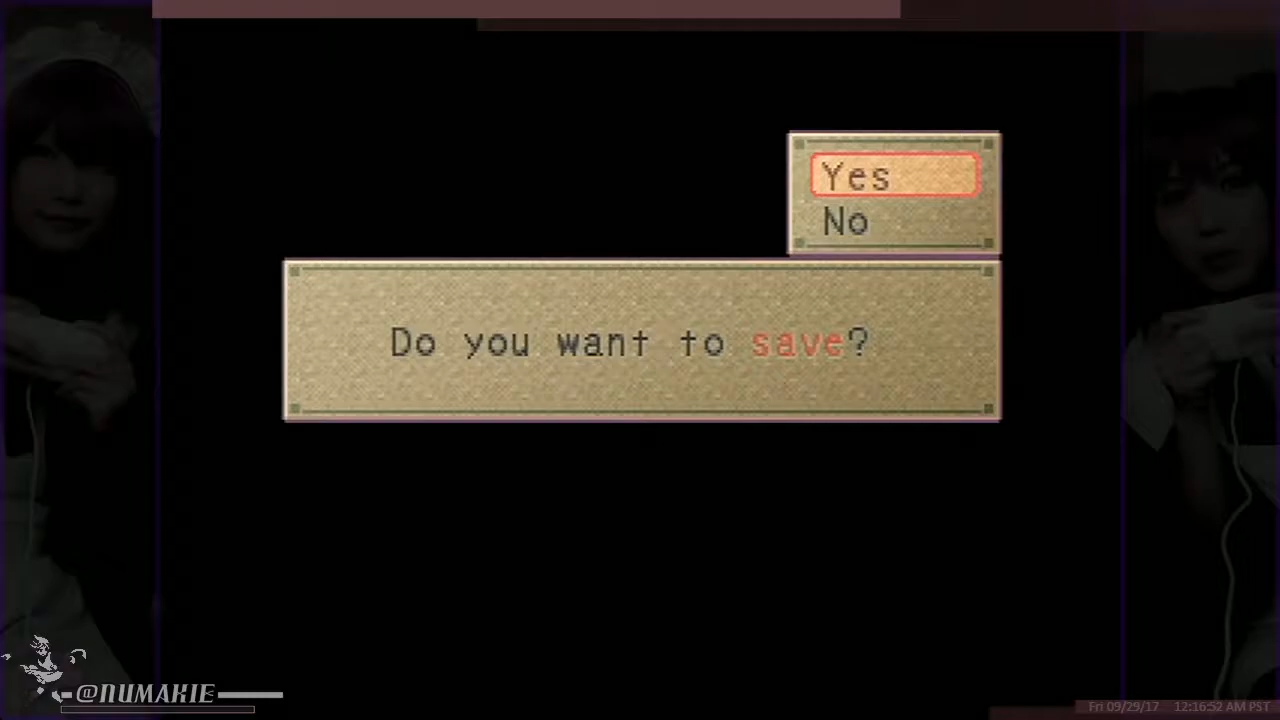 Yes
No
Do you want to save?
@NUMAKIE
Fri 09/29/17 12:16:52 AM PST